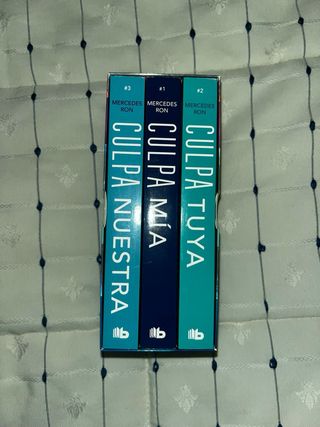 #3
MERCEDES
RON
CULPA NUESTRA
b
#1
MERCEDES
RON
CULPA MÍA
b
#2
MERCEDES
RON
CULPA TUYA
b